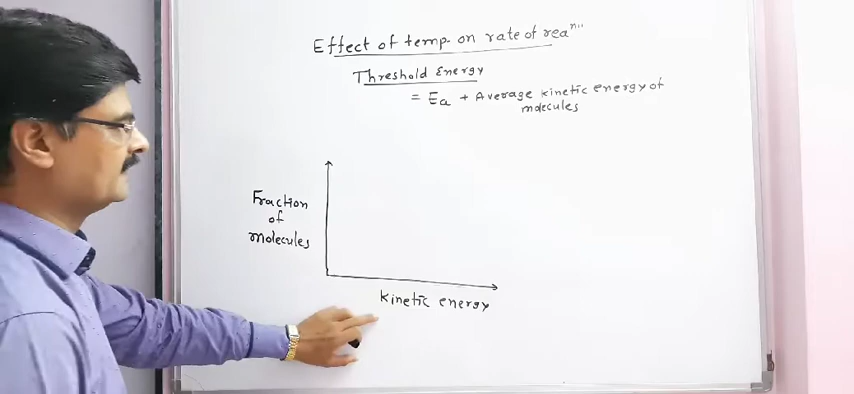 Effect of temp. on rate of reaⁿ...
Threshold Energy
= Ea + Average kinetic energy of
molecules
Fraction
of
molecules
kinetic energy